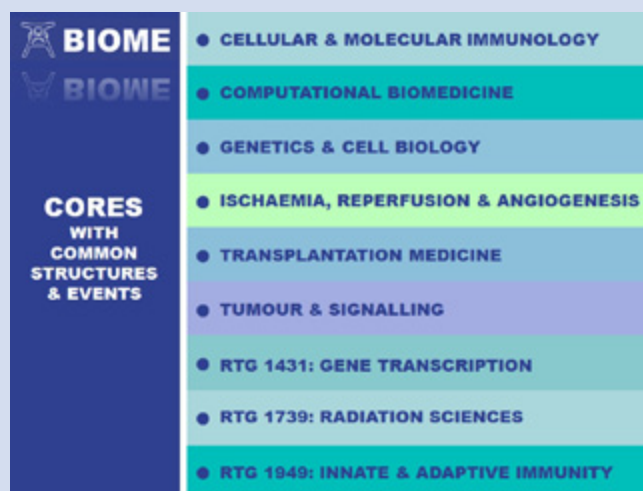 BIOME
BIOME
CORES
WITH
COMMON
STRUCTURES
& EVENTS
CELLULAR & MOLECULAR IMMUNOLOGY
COMPUTATIONAL BIOMEDICINE
GENETICS & CELL BIOLOGY
ISCHAEMIA, REPERFUSION & ANGIOGENESIS
TRANSPLANTATION MEDICINE
TUMOUR & SIGNALLING
RTG 1431: GENE TRANSCRIPTION
RTG 1739: RADIATION SCIENCES
RTG 1949: INNATE & ADAPTIVE IMMUNITY